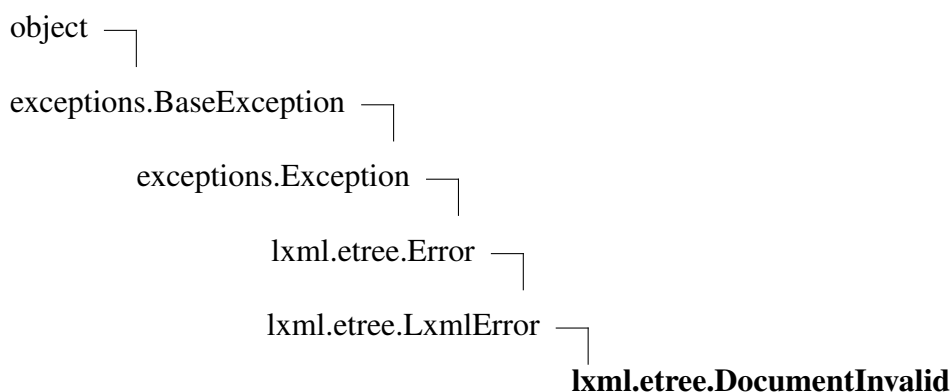 object
exceptions.BaseException
exceptions.Exception
lxml.etree.Error
lxml.etree.LxmlError
lxml.etree.DocumentInvalid